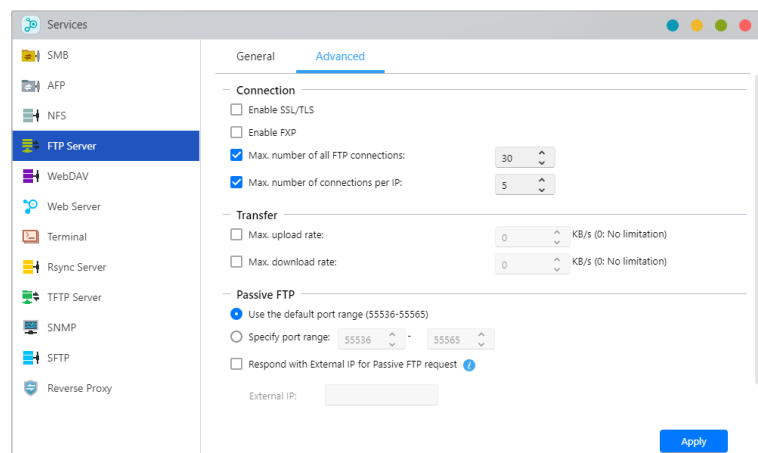 Services
SMB
AFP
NFS
FTP Server
WebDAV
Web Server
Terminal
Rsync Server
TFTP Server
SNMP
SFTP
Reverse Proxy
General Advanced
Connection
Enable SSL/TLS
Enable FXP
Max. number of all FTP connections: 30
Max. number of connections per IP: 5
Transfer
Max. upload rate: 0 KB/s (0: No limitation)
Max. download rate: 0 KB/s (0: No limitation)
Passive FTP
Use the default port range (55536-55565)
Specify port range: 55536 - 55565
Respond with External IP for Passive FTP request i
External IP:
Apply